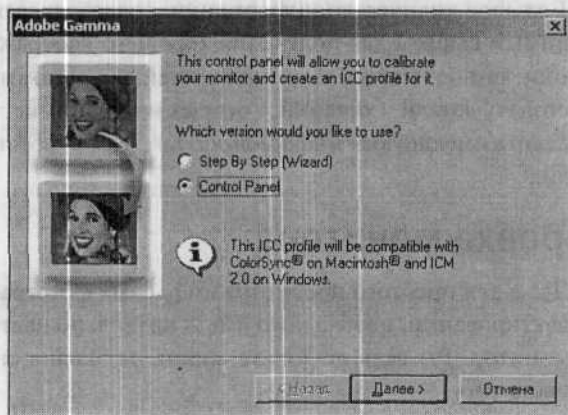 Adobe Gamma
This control panel will allow you to calibrate
your monitor and create an ICC profile for it.
Which version would you like to use?
Step By Step (Wizard)
Control Panel
This ICC profile will be compatible with
ColorSync® on Macintosh® and ICM
2.0 on Windows.
< Назад
Далее >
Отмена